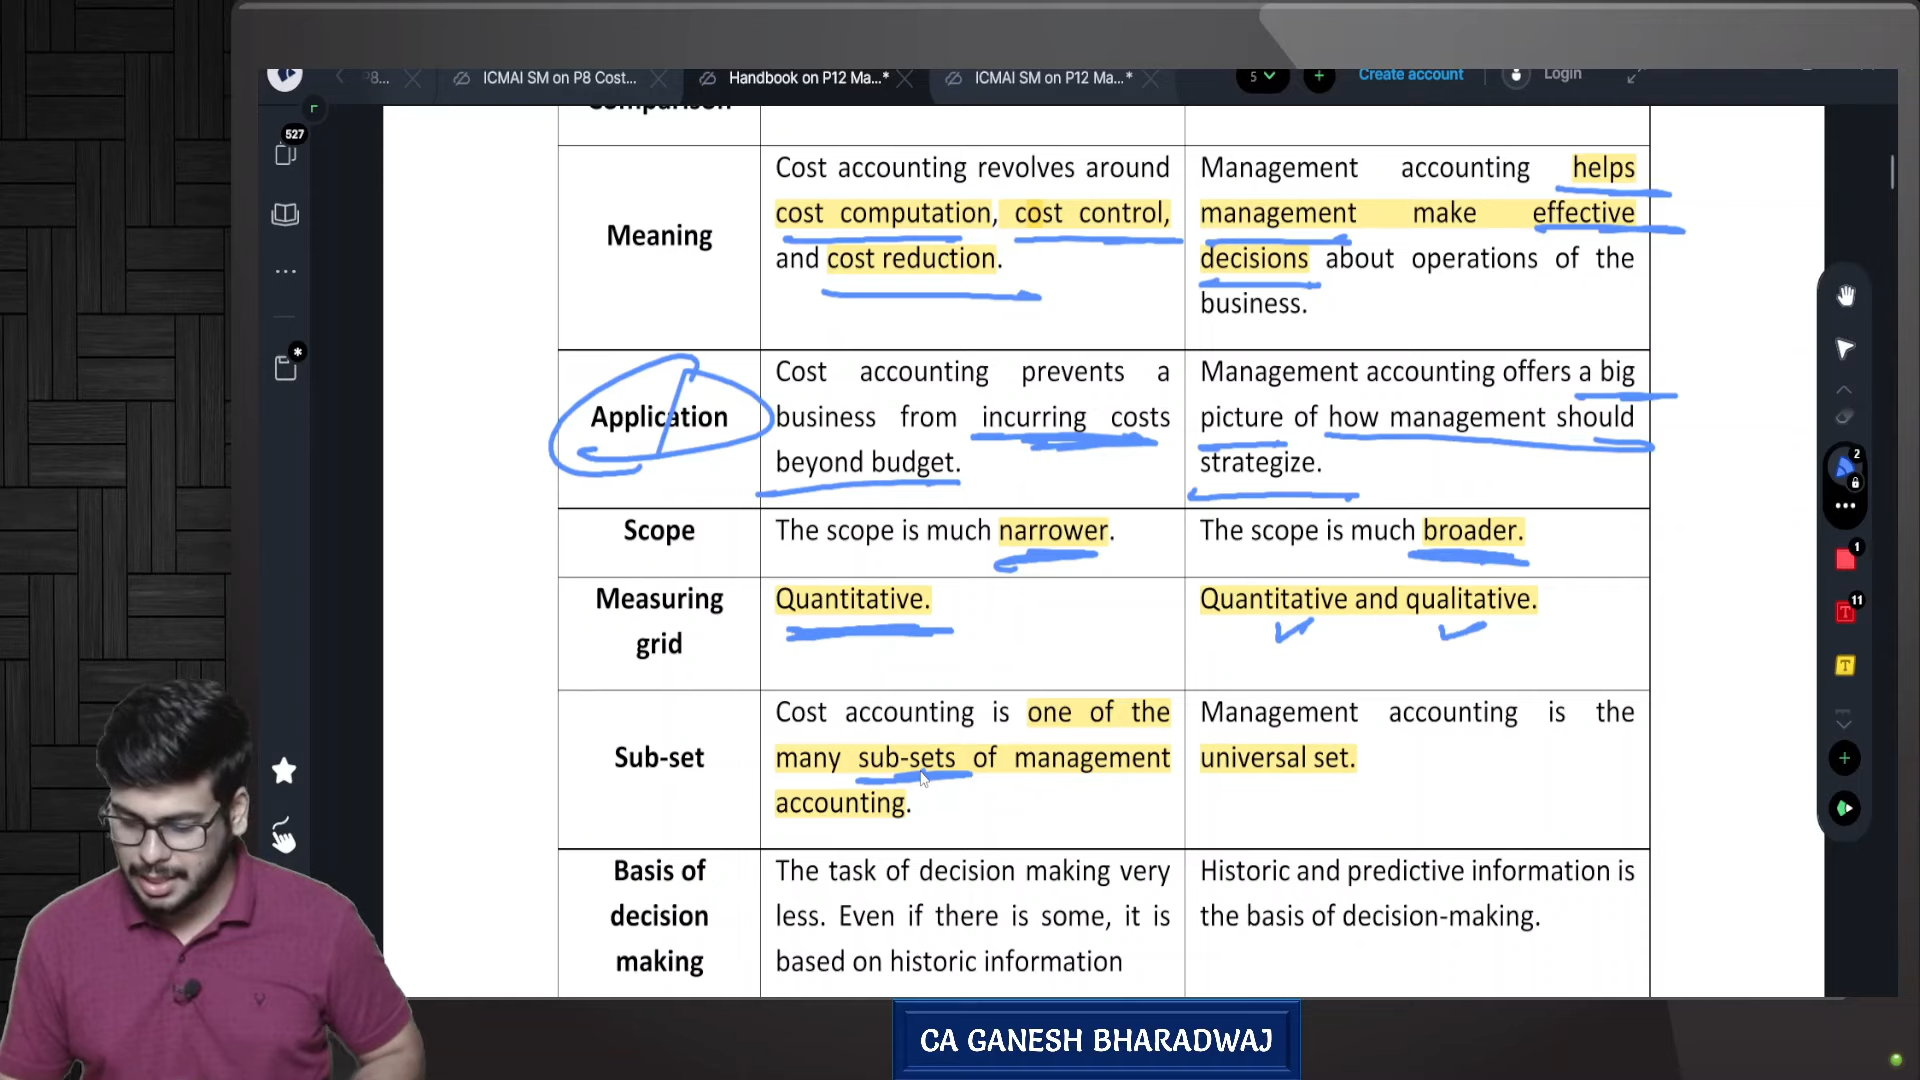 P8...
ICMAI SM on P8 Cost...
Handbook on P12 Ma...*
ICMAI SM on P12 Ma...*
5
Create account
Login
527
Comparison
Meaning
Cost accounting revolves around
cost computation, cost control,
and cost reduction.
Management accounting helps
management make effective
decisions about operations of the
business.
Application
Cost accounting prevents a
business from incurring costs
beyond budget.
Management accounting offers a big
picture of how management should
strategize.
Scope
The scope is much narrower.
The scope is much broader.
Measuring
grid
Quantitative.
Quantitative and qualitative.
Sub-set
Cost accounting is one of the
many sub-sets of management
accounting.
Management accounting is the
universal set.
Basis of
decision
making
The task of decision making very
less. Even if there is some, it is
based on historic information
Historic and predictive information is
the basis of decision-making.
2
1
11
T
T
CA GANESH BHARADWAJ